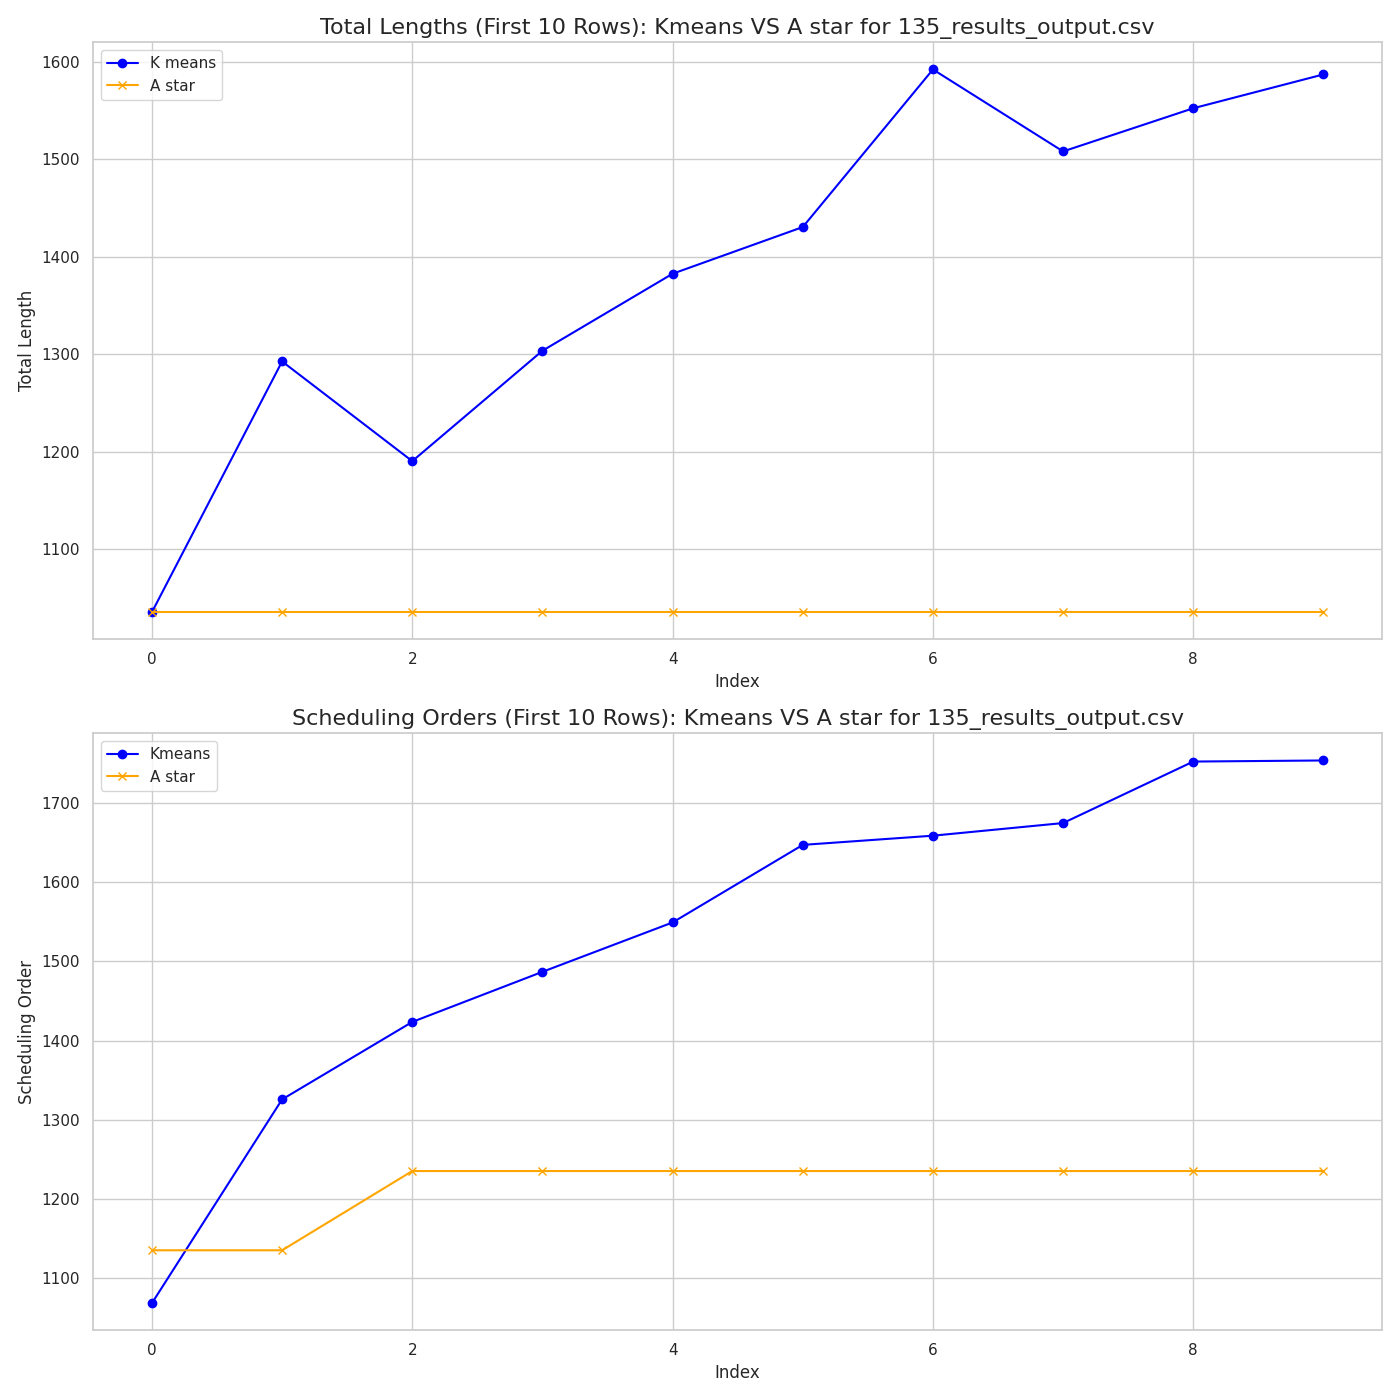 Total Lengths (First 10 Rows): Kmeans VS A star for 135_results_output.csv
K means
A star
1600
1500
1400
1300
1200
1100
Total Length
0 2 4 6 8
Index
Scheduling Orders (First 10 Rows): Kmeans VS A star for 135_results_output.csv
Kmeans
A star
1700
1600
1500
1400
1300
1200
1100
Scheduling Order
0 2 4 6 8
Index